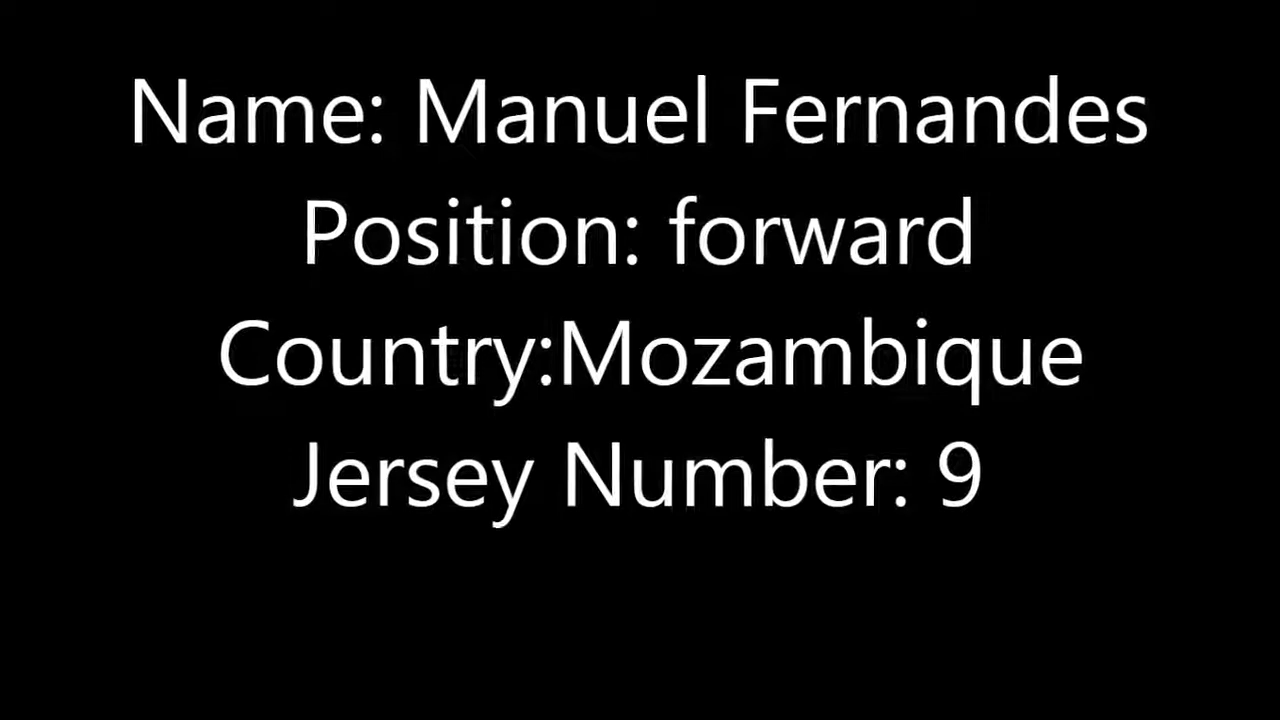 Name: Manuel Fernandes
Position: forward
Country:Mozambique
Jersey Number: 9